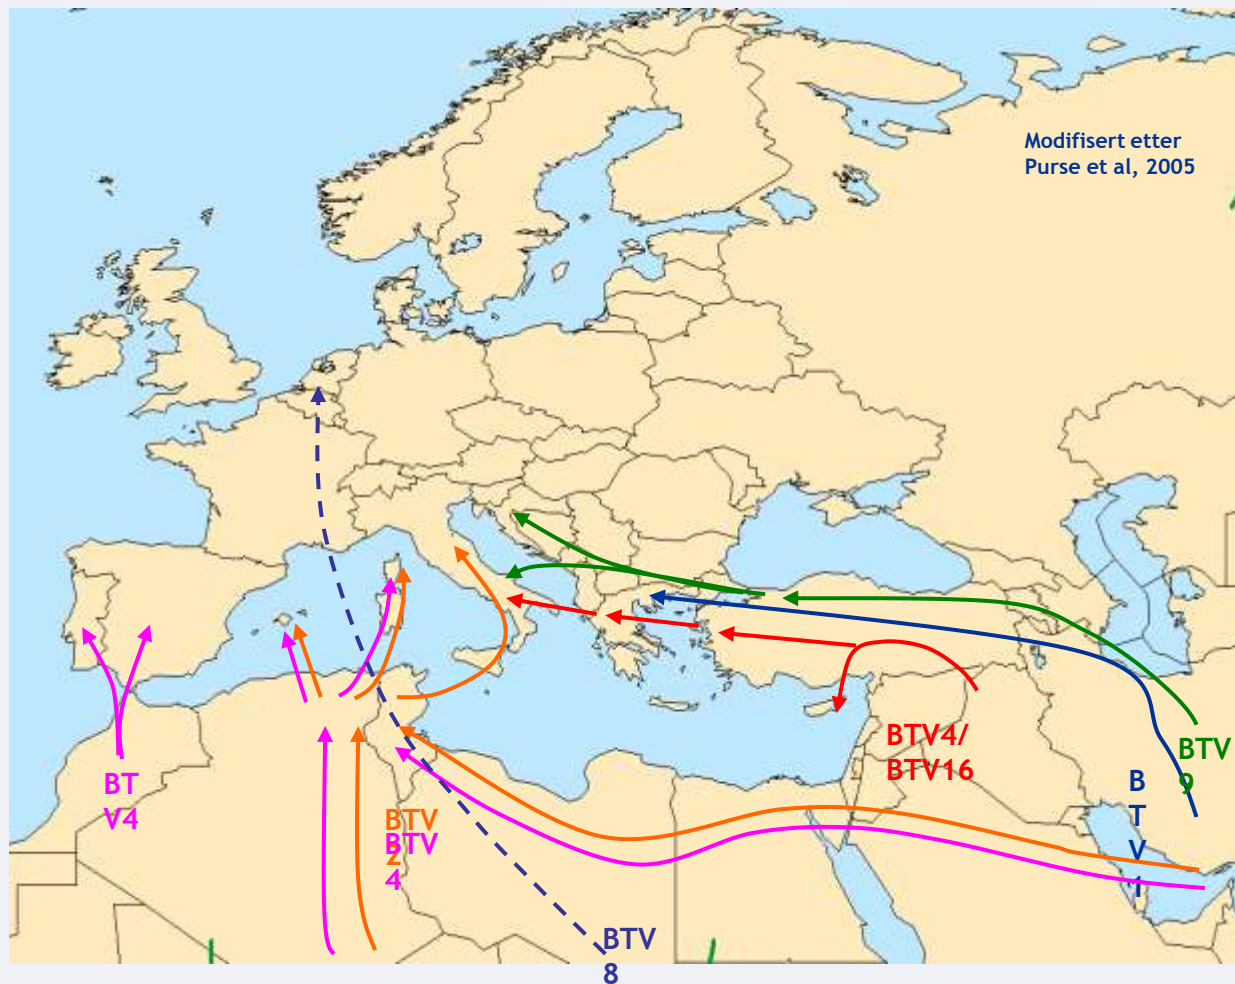 Modifisert etter
Purse et al, 2005
BTV4/
BTV16
BTV
9
BT
V4
B
T
V
1
BTV
2
BTV
4
BTV
8